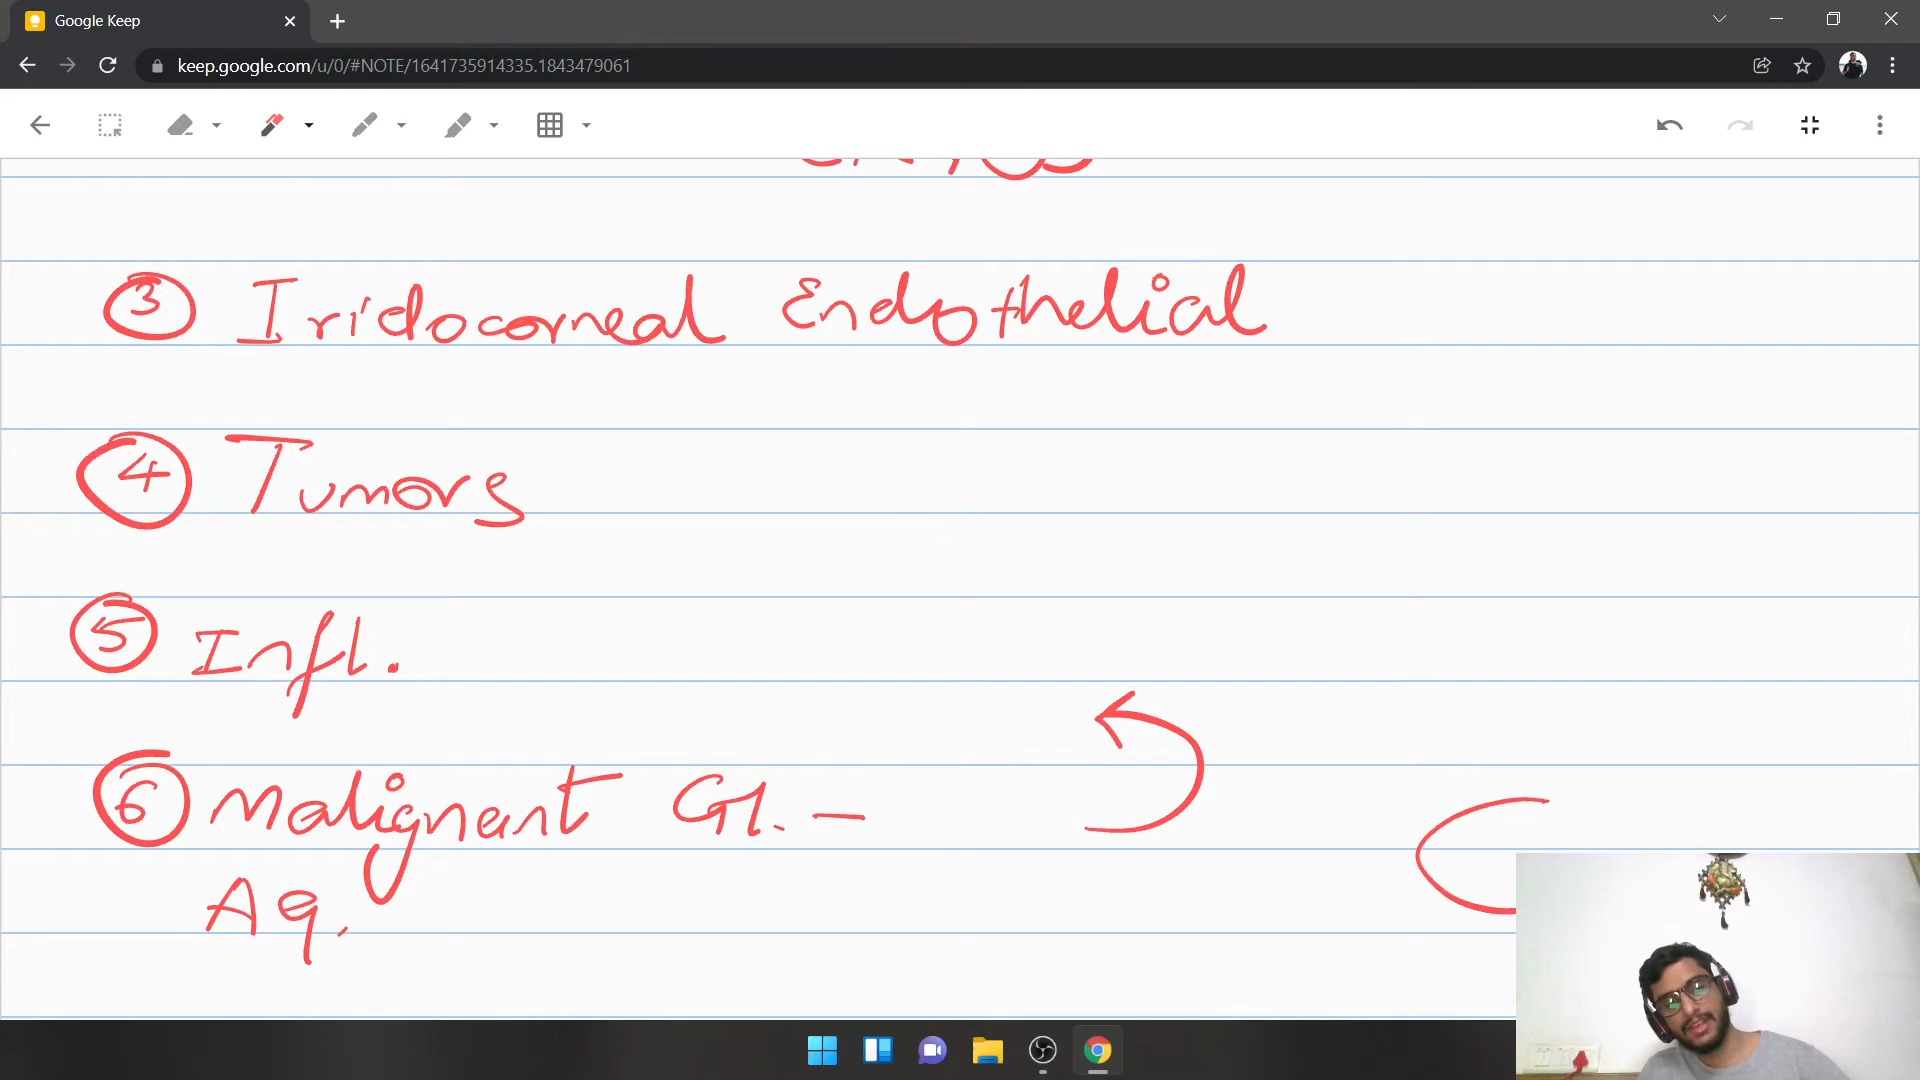 Google Keep
keep.google.com/u/0/#NOTE/1641735914335.1843479061
3 Iridocorneal Endothelial
4 Tumors
5 Infl.
6 Malignant Gl. -
Aq.